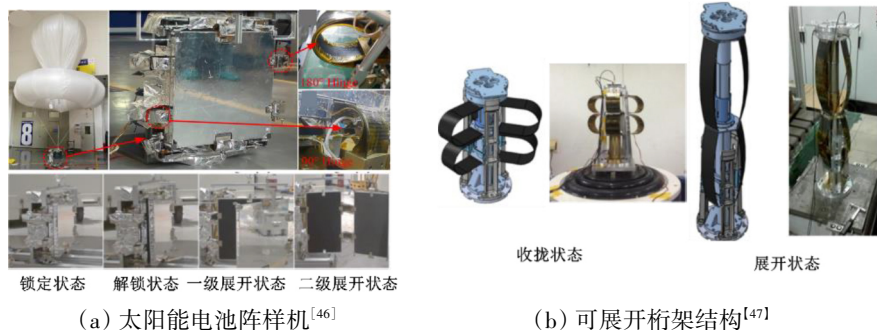 (a)
(b)
180° Hinge
90° Hinge
8
锁定状态 解锁状态 一级展开状态 二级展开状态
收拢状态
展开状态
(a) 太阳能电池阵样机[46]
(b) 可展开桁架结构【47】